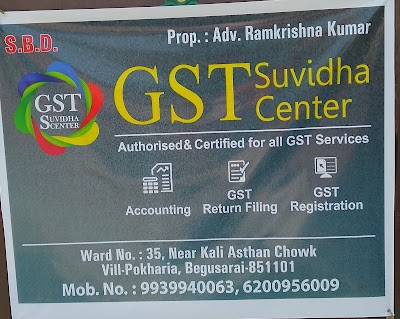 S.B.D.
Prop. : Adv. Ramkrishna Kumar
GST
SUVIDHA
SCENTER
GST Suvidha
Center
Authorised & Certified for all GST Services
Accounting
GST
Return Filing
GST
Registration
Ward No. : 35, Near Kali Asthan Chowk
Vill-Pokharia, Begusarai-851101
Mob. No. : 9939940063, 6200956009